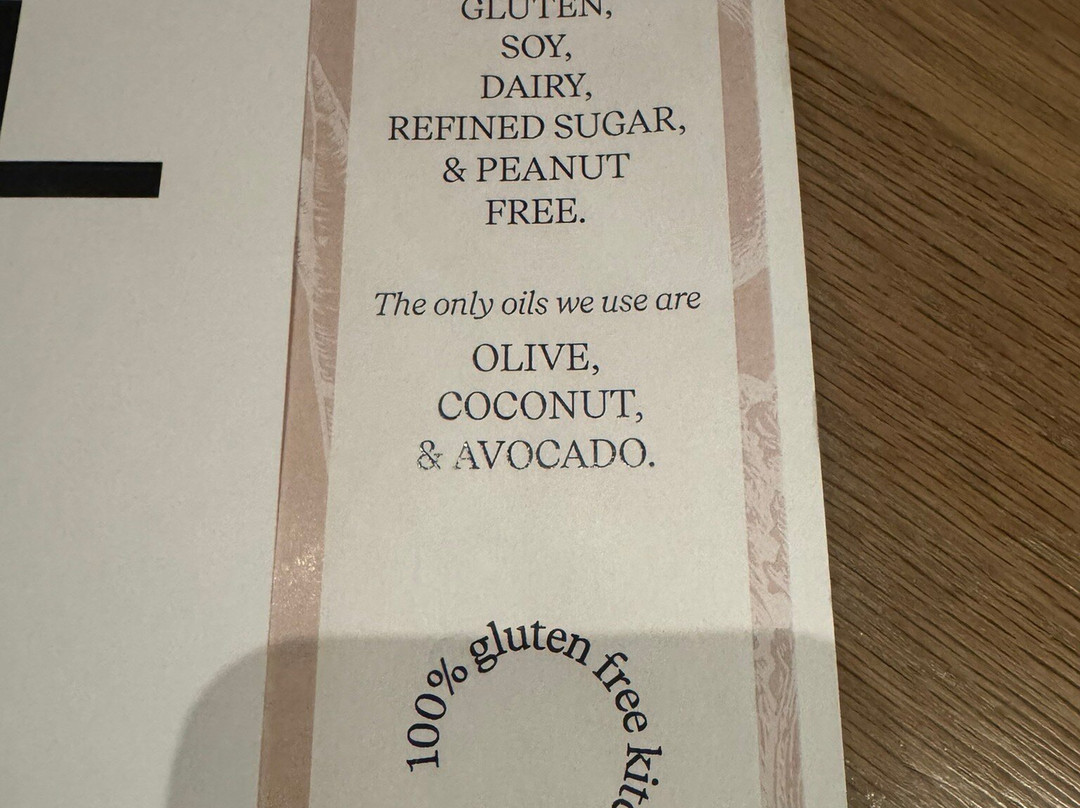 GLUTEN,
SOY,
DAIRY,
REFINED SUGAR,
& PEANUT
FREE.
The only oils we use are
OLIVE,
COCONUT,
& AVOCADO.
100% gluten free